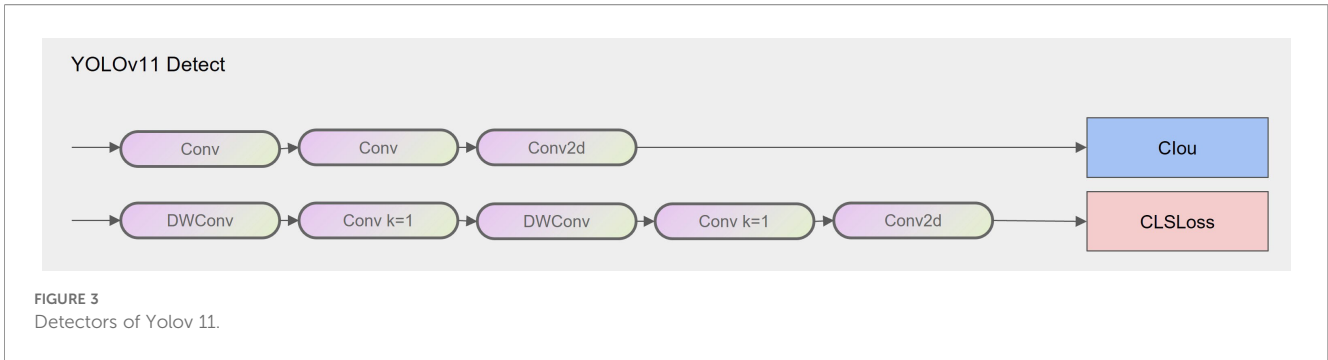 YOLOv11 Detect
Conv
Conv
Conv2d
CIou
DWConv
Conv k=1
DWConv
Conv k=1
Conv2d
CLSLoss
FIGURE 3
Detectors of Yolov 11.